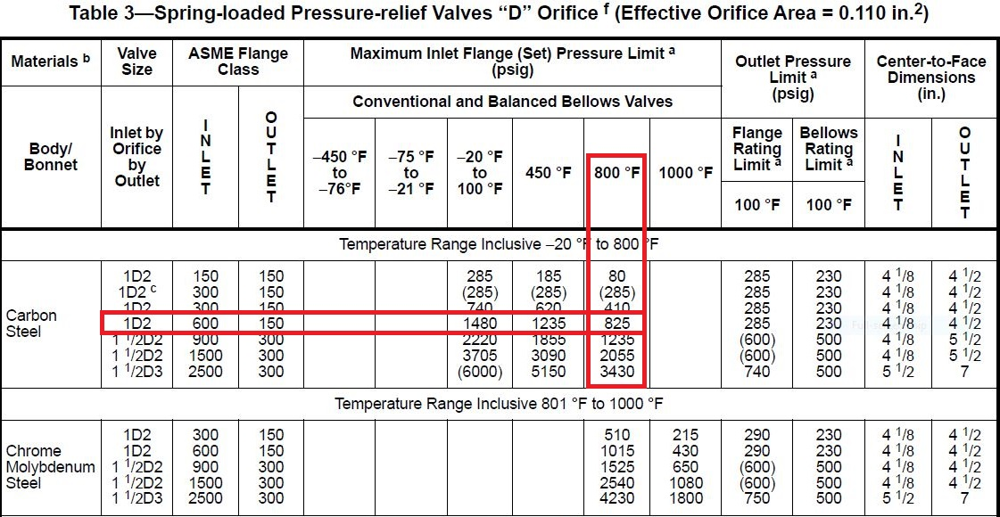 Table 3—Spring-loaded Pressure-relief Valves “D” Orifice f (Effective Orifice Area = 0.110 in.2)
Materials b
Valve Size
ASME Flange Class
Maximum Inlet Flange (Set) Pressure Limit a (psig)
Outlet Pressure Limit a (psig)
Center-to-Face Dimensions (in.)
Body/ Bonnet
Inlet by Orifice by Outlet
INLET
OUTLET
Conventional and Balanced Bellows Valves
–450 °F to –76°F
–75 °F to –21 °F
–20 °F to 100 °F
450 °F
800 °F
1000 °F
Flange Rating Limit a
Bellows Rating Limit a
100 °F
100 °F
INLET
OUTLET
Temperature Range Inclusive –20 °F to 800 °F
Carbon Steel
1D2 150 150 285 185 80 285 230 4 1/8 4 1/2
1D2 c 300 150 (285) (285) (285) 285 230 4 1/8 4 1/2
1D2 300 150 740 620 410 285 230 4 1/8 4 1/2
1D2 600 150 1480 1235 825 285 230 4 1/8 4 1/2
1 1/2D2 900 300 2220 1855 1235 (600) 500 4 1/8 5 1/2
1 1/2D2 1500 300 3705 3090 2055 (600) 500 4 1/8 5 1/2
1 1/2D3 2500 300 (6000) 5150 3430 740 500 5 1/2 7
Temperature Range Inclusive 801 °F to 1000 °F
Chrome Molybdenum Steel
1D2 300 150 510 215 290 230 4 1/8 4 1/2
1D2 600 150 1015 430 290 230 4 1/8 4 1/2
1 1/2D2 900 300 1525 650 (600) 500 4 1/8 4 1/2
1 1/2D2 1500 300 2540 1080 (600) 500 4 1/8 4 1/2
1 1/2D3 2500 300 4230 1800 750 500 5 1/2 7